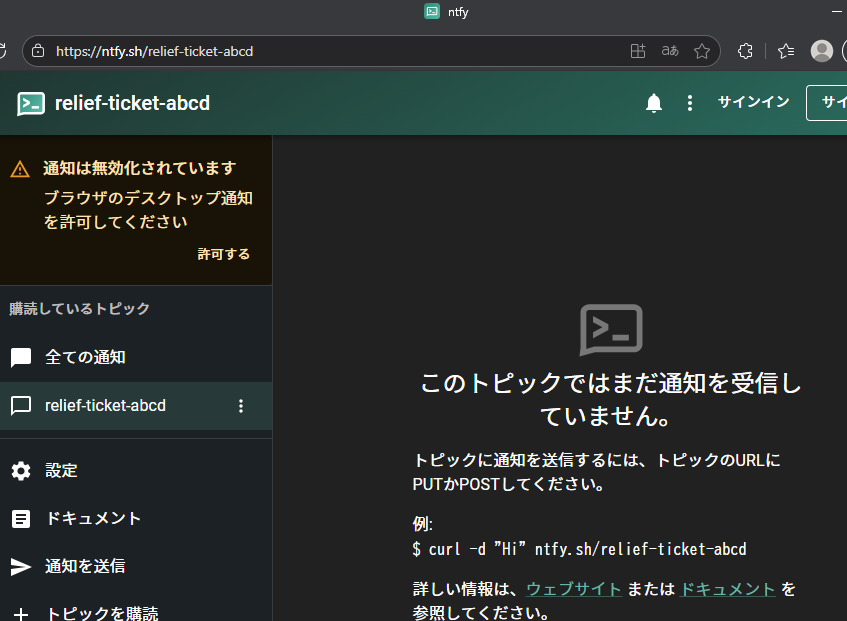 ntfy
https://ntfy.sh/relief-ticket-abcd
aあ
relief-ticket-abcd
サインイン
サイ
通知は無効化されています
ブラウザのデスクトップ通知
を許可してください
許可する
購読しているトピック
全ての通知
relief-ticket-abcd
設定
ドキュメント
通知を送信
トピックを購読
このトピックではまだ通知を受信し
ていません。
トピックに通知を送信するには、トピックのURLに
PUTかPOSTしてください。
例:
$ curl -d "Hi" ntfy.sh/relief-ticket-abcd
詳しい情報は、ウェブサイト または ドキュメント を
参照してください。